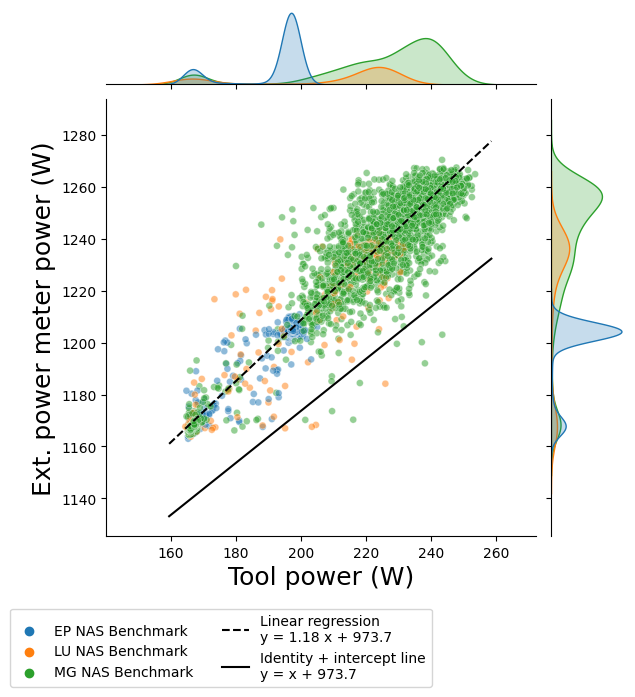 1280
1260
1240
1220
1200
1180
1160
1140
Ext. power meter power (W)
160 180 200 220 240 260
Tool power (W)
EP NAS Benchmark
LU NAS Benchmark
MG NAS Benchmark
Linear regression
y = 1.18 x + 973.7
Identity + intercept line
y = x + 973.7